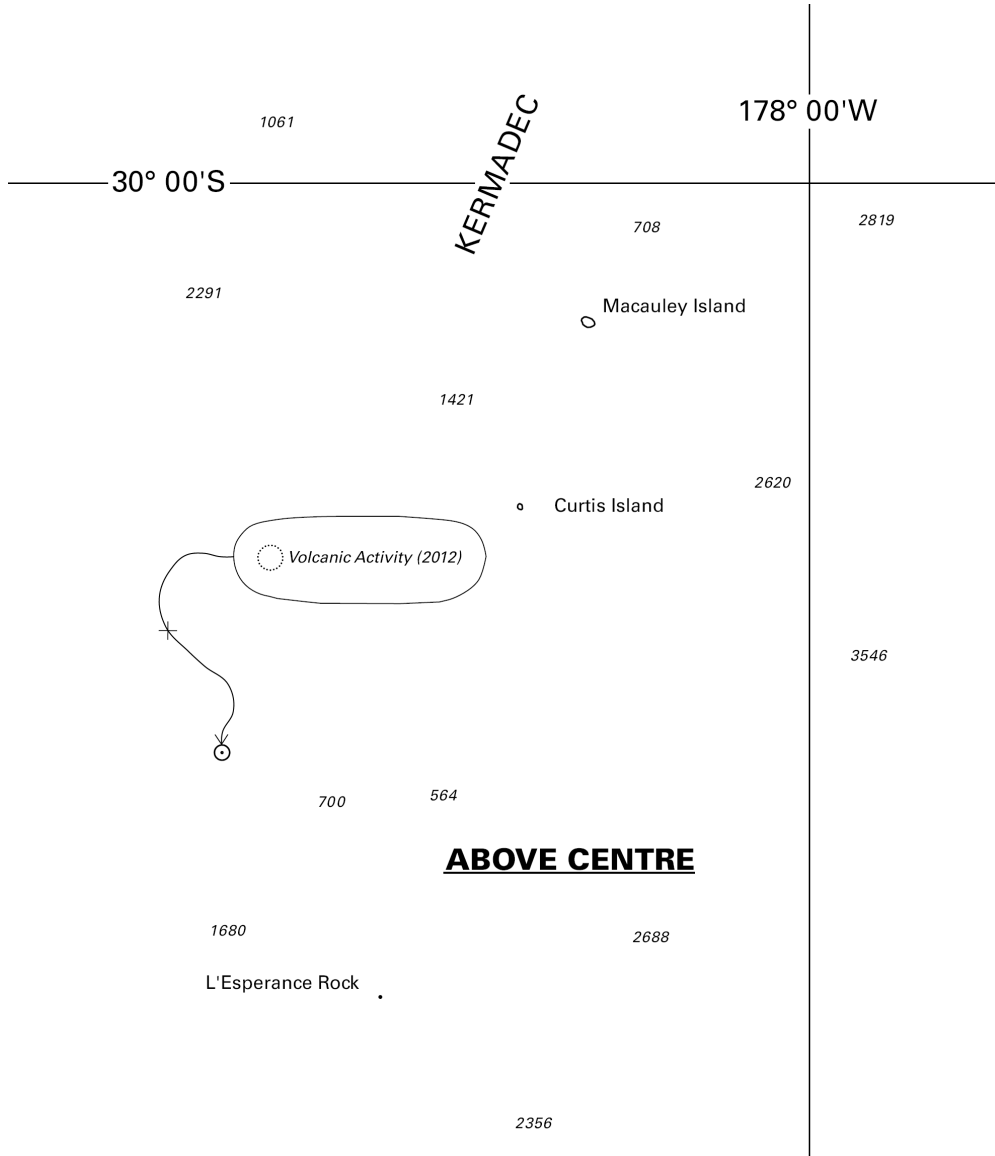 178° 00'W
1061
KERMADEC
30° 00'S
2819
708
2291
Macauley Island
1421
2620
Curtis Island
Volcanic Activity (2012)
3546
700
564
ABOVE CENTRE
1680
2688
L'Esperance Rock
2356